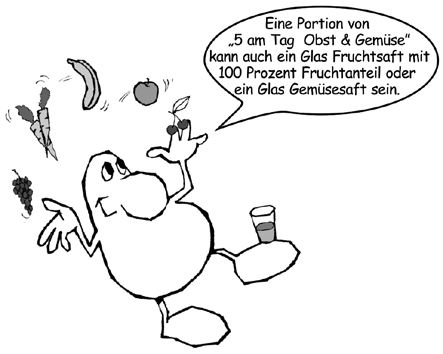 Eine Portion von
„5 am Tag Obst & Gemüse”
kann auch ein Glas Fruchtsaft mit
100 Prozent Fruchtanteil oder
ein Glas Gemüsesaft sein.